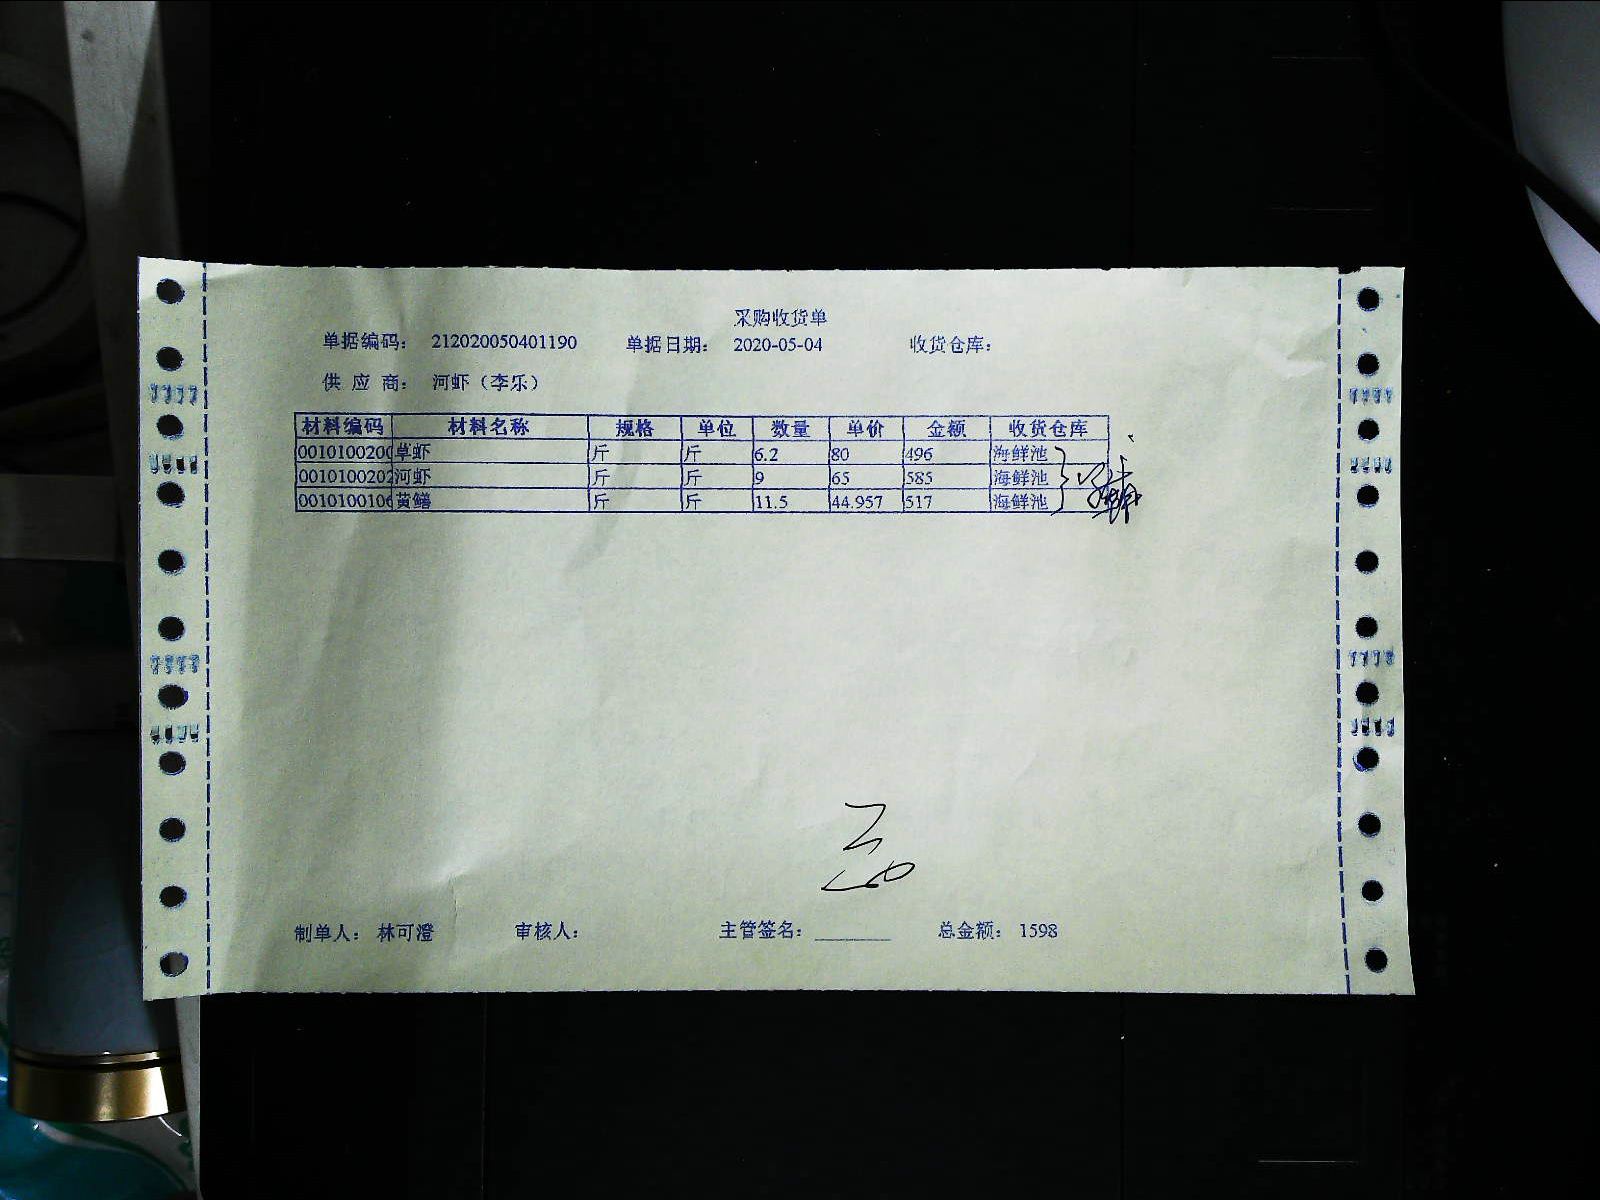 采购收货单
单据编码： 212020050401190 单据日期： 2020-05-04 收货仓库：
供 应 商： 河虾（李乐）
材料编码 材料名称 规格 单位 数量 单价 金额 收货仓库
0010100200 草虾 斤 斤 6.2 80 496 海鲜池
0010100202 河虾 斤 斤 9 65 585 海鲜池
0010100106 黄鳝 斤 斤 11.5 44.957 517 海鲜池
制单人： 林可澄 审核人： 主管签名： 总金额： 1598